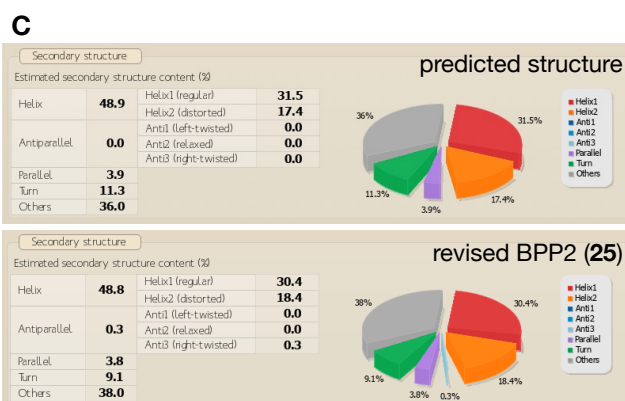 C
Secondary structure
predicted structure
Estimated secondary structure content (%)
Helix 48.9 Helix1 (regular) 31.5
Helix2 (distorted) 17.4
Antiparallel 0.0 Anti1 (left-twisted) 0.0
Anti2 (relaxed) 0.0
Anti3 (right-twisted) 0.0
Parallel 3.9
Turn 11.3
Others 36.0
36%
31.5%
11.3%
3.9%
17.4%
Helix1
Helix2
Anti1
Anti2
Anti3
Parallel
Turn
Others
Secondary structure
revised BPP2 (25)
Estimated secondary structure content (%)
Helix 48.8 Helix1 (regular) 30.4
Helix2 (distorted) 18.4
Antiparallel 0.3 Anti1 (left-twisted) 0.0
Anti2 (relaxed) 0.0
Anti3 (right-twisted) 0.3
Parallel 3.8
Turn 9.1
Others 38.0
38%
30.4%
9.1%
3.8%
0.3%
18.4%
Helix1
Helix2
Anti1
Anti2
Anti3
Parallel
Turn
Others